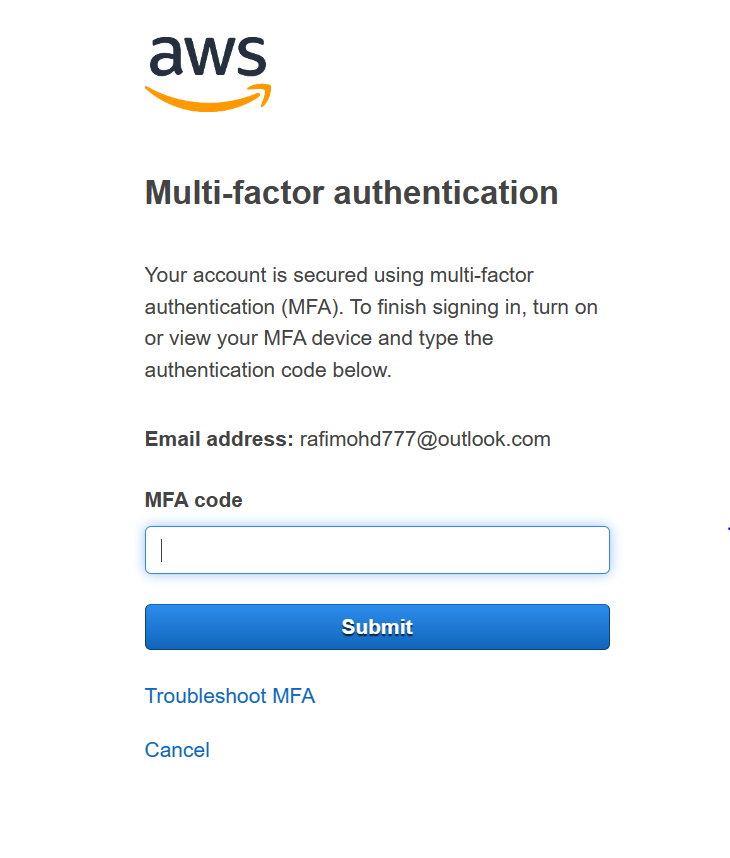 aws
Multi-factor authentication
Your account is secured using multi-factor
authentication (MFA). To finish signing in, turn on
or view your MFA device and type the
authentication code below.
Email address: rafimohd777@outlook.com
MFA code
Submit
Troubleshoot MFA
Cancel